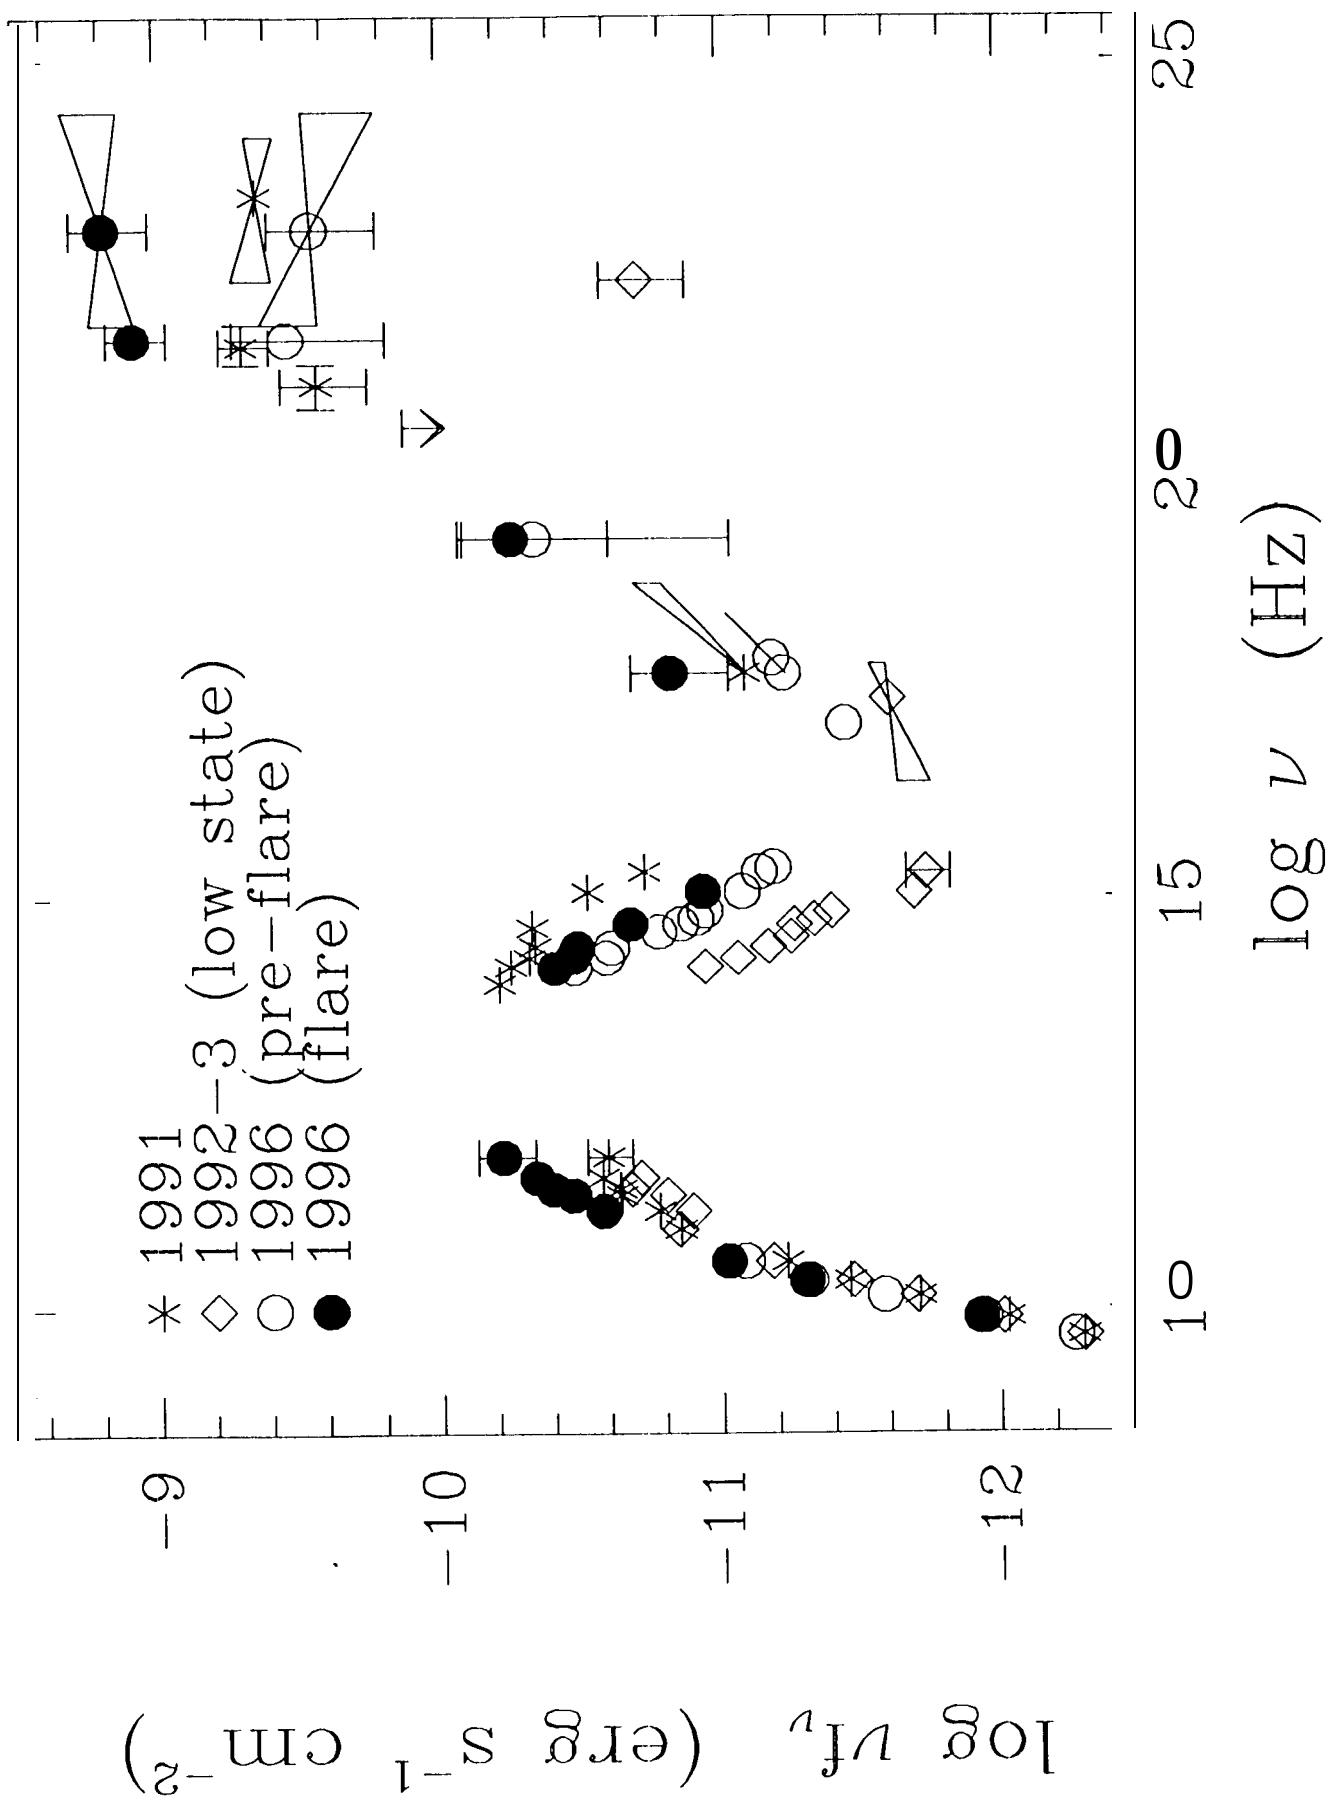 1991
1992-3 (low state)
1996 (pre-flare)
1996 (flare)
-9
-10
-11
-12
log νfν (erg s−1 cm−2)
10
15
20
25
log ν (Hz)